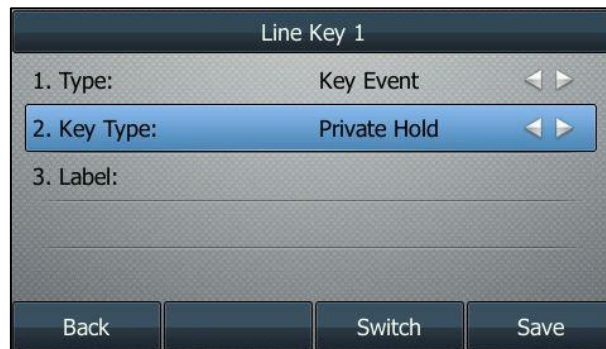 Line Key 1
1. Type: Key Event
2. Key Type: Private Hold
3. Label:
Back Switch Save